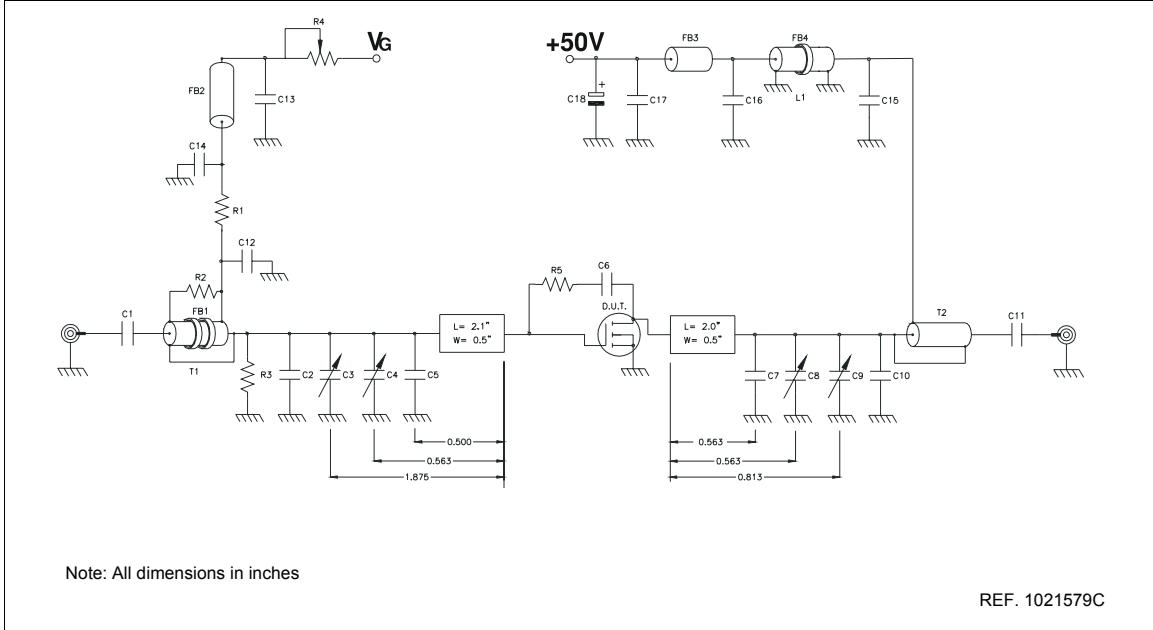 R4
VG
+50V
FB3
FB4
FB2
C13
C18
+
C17
C16
L1
C15
C14
R1
C12
R2
FB1
C1
T1
R3
C2
C3
C4
C5
L= 2.1"
W= 0.5"
R5
C6
D.U.T.
L= 2.0"
W= 0.5"
C7
C8
C9
C10
T2
C11
0.500
0.563
1.875
0.563
0.563
0.813
Note: All dimensions in inches
REF. 1021579C